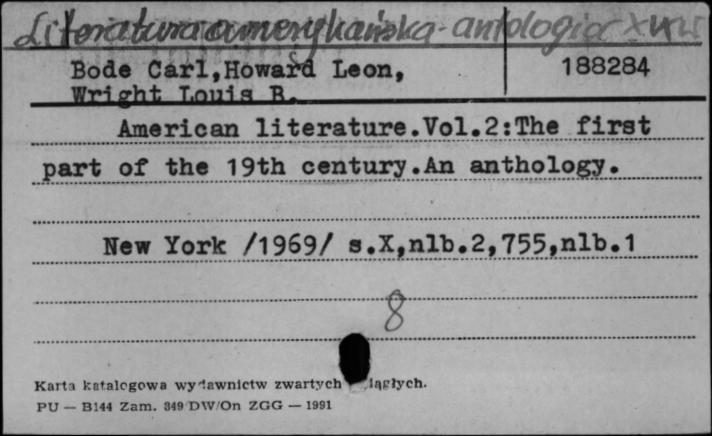 Literatura amerykańska - antologia XIX w
Bode Carl,Howard Leon,
188284
Wright Louis B.
American literature.Vol.2:The first
part of the 19th century.An anthology.
New York /1969/ s.X,nlb.2,755,nlb.1
8
Karta katalogowa wydawnictw zwartych ciągłych.
PU — B144 Zam. 349 DW/On ZGG — 1991